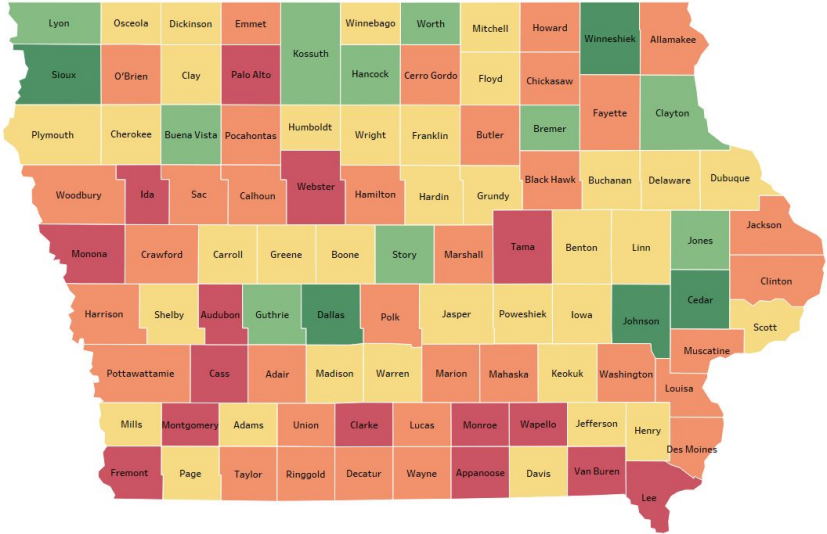 Lyon
Osceola
Dickinson
Emmet
Winnebago
Worth
Mitchell
Howard
Winneshiek
Allamakee
Kossuth
Sioux
O'Brien
Clay
Palo Alto
Hancock
Cerro Gordo
Floyd
Chickasaw
Fayette
Clayton
Plymouth
Cherokee
Buena Vista
Pocahontas
Humboldt
Wright
Franklin
Butler
Bremer
Woodbury
Ida
Sac
Calhoun
Webster
Hamilton
Hardin
Grundy
Black Hawk
Buchanan
Delaware
Dubuque
Monona
Crawford
Carroll
Greene
Boone
Story
Marshall
Tama
Benton
Linn
Jones
Jackson
Clinton
Harrison
Shelby
Audubon
Guthrie
Dallas
Polk
Jasper
Poweshiek
Iowa
Johnson
Cedar
Scott
Muscatine
Pottawattamie
Cass
Adair
Madison
Warren
Marion
Mahaska
Keokuk
Washington
Louisa
Mills
Montgomery
Adams
Union
Clarke
Lucas
Monroe
Wapello
Jefferson
Henry
Des Moines
Fremont
Page
Taylor
Ringgold
Decatur
Wayne
Appanoose
Davis
Van Buren
Lee